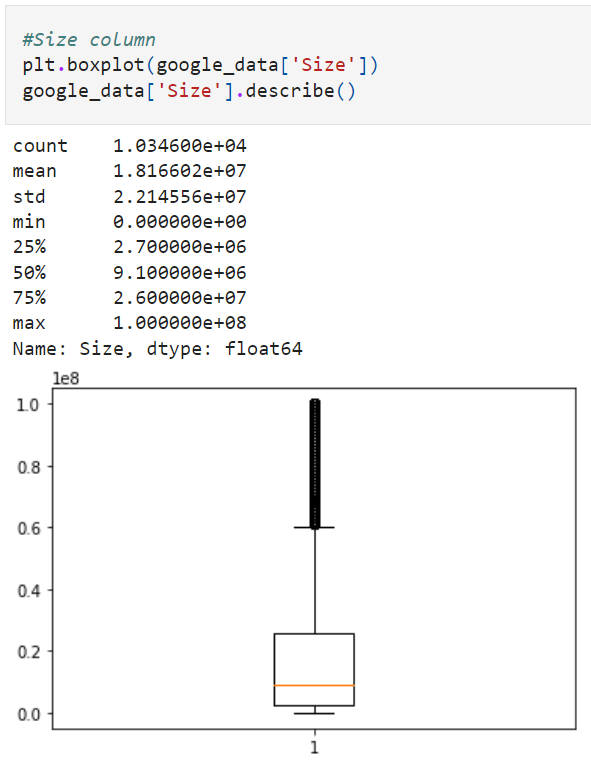 #Size column
plt.boxplot(google_data['Size'])
google_data['Size'].describe()
count 1.034600e+04
mean 1.816602e+07
std 2.214556e+07
min 0.000000e+00
25% 2.700000e+06
50% 9.100000e+06
75% 2.600000e+07
max 1.000000e+08
Name: Size, dtype: float64
1e8
1.0
0.8
0.6
0.4
0.2
0.0
1